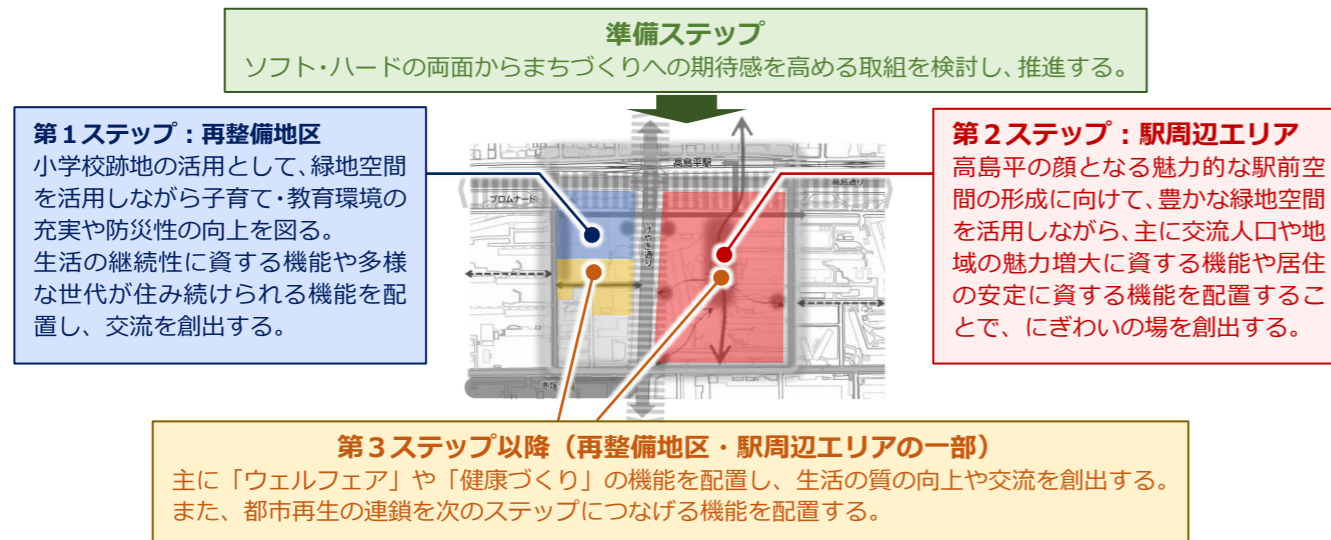 準備ステップ
ソフト・ハードの両面からまちづくりへの期待感を高める取組を検討し、推進する。
第１ステップ：再整備地区
小学校跡地の活用として、緑地空間
を活用しながら子育て・教育環境の
充実や防災性の向上を図る。
生活の継続性に資する機能や多様
な世代が住み続けられる機能を配
置し、交流を創出する。
高島平駅
高島通り
プロムナード
けやき通り
赤塚
第２ステップ：駅周辺エリア
高島平の顔となる魅力的な駅前空
間の形成に向けて、豊かな緑地空間
を活用しながら、主に交流人口や地
域の魅力増大に資する機能や居住
の安定に資する機能を配置するこ
とで、にぎわいの場を創出する。
第３ステップ以降（再整備地区・駅周辺エリアの一部）
主に「ウェルフェア」や「健康づくり」の機能を配置し、生活の質の向上や交流を創出する。
また、都市再生の連鎖を次のステップにつなげる機能を配置する。